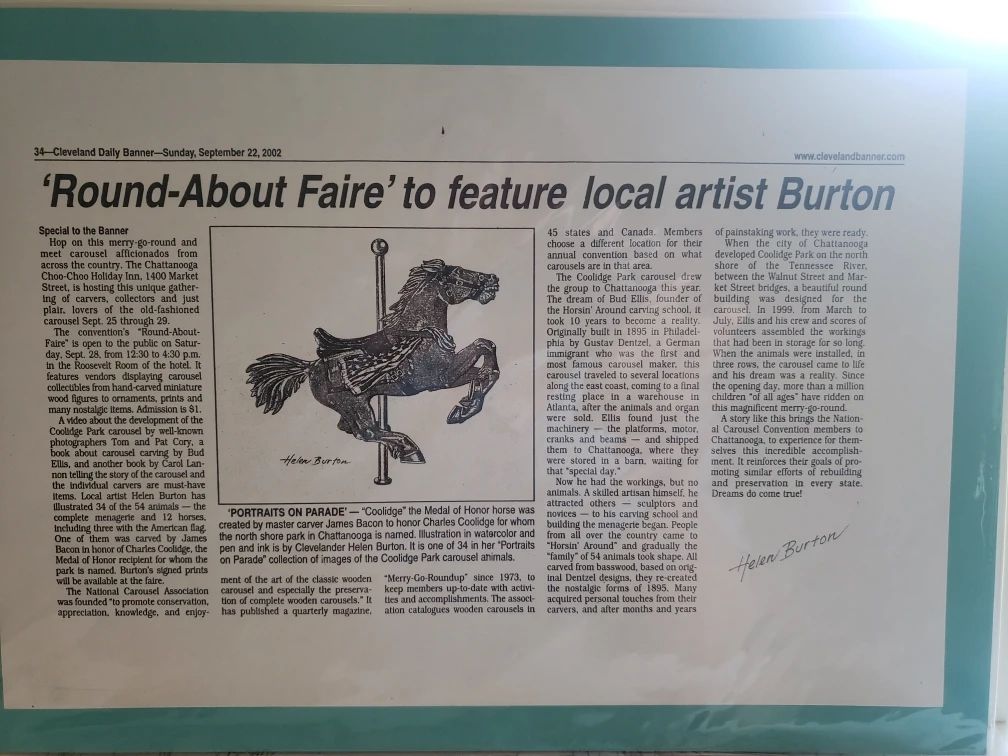 34—Cleveland Daily Banner—Sunday, September 22, 2002
www.clevelandbanner.com
'Round-About Faire' to feature local artist Burton
Special to the Banner
Hop on this merry-go-round and
meet carousel afficionados from
across the country. The Chattanooga
Choo-Choo Holiday Inn, 1400 Market
Street, is hosting this unique gather-
ing of carvers, collectors and just
plain lovers of the old-fashioned
carousel Sept. 25 through 29.
The convention's "Round-About-
Faire" is open to the public on Satur-
day, Sept. 28, from 12:30 to 4:30 p.m.
in the Roosevelt Room of the hotel. It
features vendors displaying carousel
collectibles from hand-carved miniature
wood figures to ornaments, prints and
many nostalgic items. Admission is $1.
A video about the development of the
Coolidge Park carousel by well-known
photographers Tom and Pat Cory, a
book about carousel carving by Bud
Ellis, and another book by Carol Lan-
non telling the story of the carousel and
the individual carvers are must-have
items. Local artist Helen Burton has
illustrated 34 of the 54 animals — the
complete menagerie and 12 horses,
including three with the American flag.
One of them was carved by James
Bacon in honor of Charles Coolidge, the
Medal of Honor recipient for whom the
park is named. Burton's signed prints
will be available at the faire.
The National Carousel Association
was founded "to promote conservation,
appreciation, knowledge, and enjoy-
Helen Burton
'PORTRAITS ON PARADE' — "Coolidge" the Medal of Honor horse was
created by master carver James Bacon to honor Charles Coolidge for whom
the north shore park in Chattanooga is named. Illustration in watercolor and
pen and ink is by Clevelander Helen Burton. It is one of 34 in her "Portraits
on Parade" collection of images of the Coolidge Park carousel animals.
ment of the art of the classic wooden
carousel and especially the preserva-
tion of complete wooden carousels." It
has published a quarterly magazine,
"Merry-Go-Roundup" since 1973, to
keep members up-to-date with activi-
ties and accomplishments. The associ-
ation catalogues wooden carousels in
45 states and Canada. Members
choose a different location for their
annual convention based on what
carousels are in that area.
The Coolidge Park carousel drew
the group to Chattanooga this year.
The dream of Bud Ellis, founder of
the Horsin' Around carving school, it
took 10 years to become a reality.
Originally built in 1895 in Philadel-
phia by Gustav Dentzel, a German
immigrant who was the first and
most famous carousel maker, this
carousel traveled to several locations
along the east coast, coming to a final
resting place in a warehouse in
Atlanta, after the animals and organ
were sold. Ellis found just the
machinery — the platforms, motor,
cranks and beams — and shipped
them to Chattanooga, where they
were stored in a barn, waiting for
that "special day."
Now he had the workings, but no
animals. A skilled artisan himself, he
attracted others — sculptors and
novices — to his carving school and
building the menagerie began. People
from all over the country came to
"Horsin' Around" and gradually the
"family" of 54 animals took shape. All
carved from basswood, based on orig-
inal Dentzel designs, they re-created
the nostalgic forms of 1895. Many
acquired personal touches from their
carvers, and after months and years
of painstaking work, they were ready.
When the city of Chattanooga
developed Coolidge Park on the north
shore of the Tennessee River,
between the Walnut Street and Mar-
ket Street bridges, a beautiful round
building was designed for the
carousel. In 1999, from March to
July, Ellis and his crew and scores of
volunteers assembled the workings
that had been in storage for so long.
When the animals were installed, in
three rows, the carousel came to life
and his dream was a reality. Since
the opening day, more than a million
children "of all ages" have ridden on
this magnificent merry-go-round.
A story like this brings the Nation-
al Carousel Convention members to
Chattanooga, to experience for them-
selves this incredible accomplish-
ment. It reinforces their goals of pro-
moting similar efforts of rebuilding
and preservation in every state.
Dreams do come true!
Helen Burton